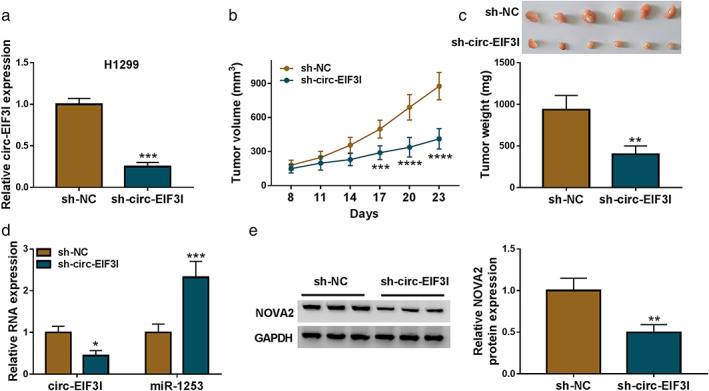 a
Relative circ-EIF3I expression
H1299
1.5
1.0
0.5
0.0
***
sh-NC
sh-circ-EIF3I
b
Tumor volume (mm³)
sh-NC
sh-circ-EIF3I
900
600
300
0
***
****
****
8
11
14
17
20
23
Days
c
sh-NC
sh-circ-EIF3I
Tumor weight (mg)
1500
1000
500
0
**
sh-NC
sh-circ-EIF3I
d
Relative RNA expression
sh-NC
sh-circ-EIF3I
3
2
1
0
*
***
circ-EIF3I
miR-1253
e
sh-NC
sh-circ-EIF3I
NOVA2
GAPDH
Relative NOVA2
protein expression
1.5
1.0
0.5
0.0
**
sh-NC
sh-circ-EIF3I